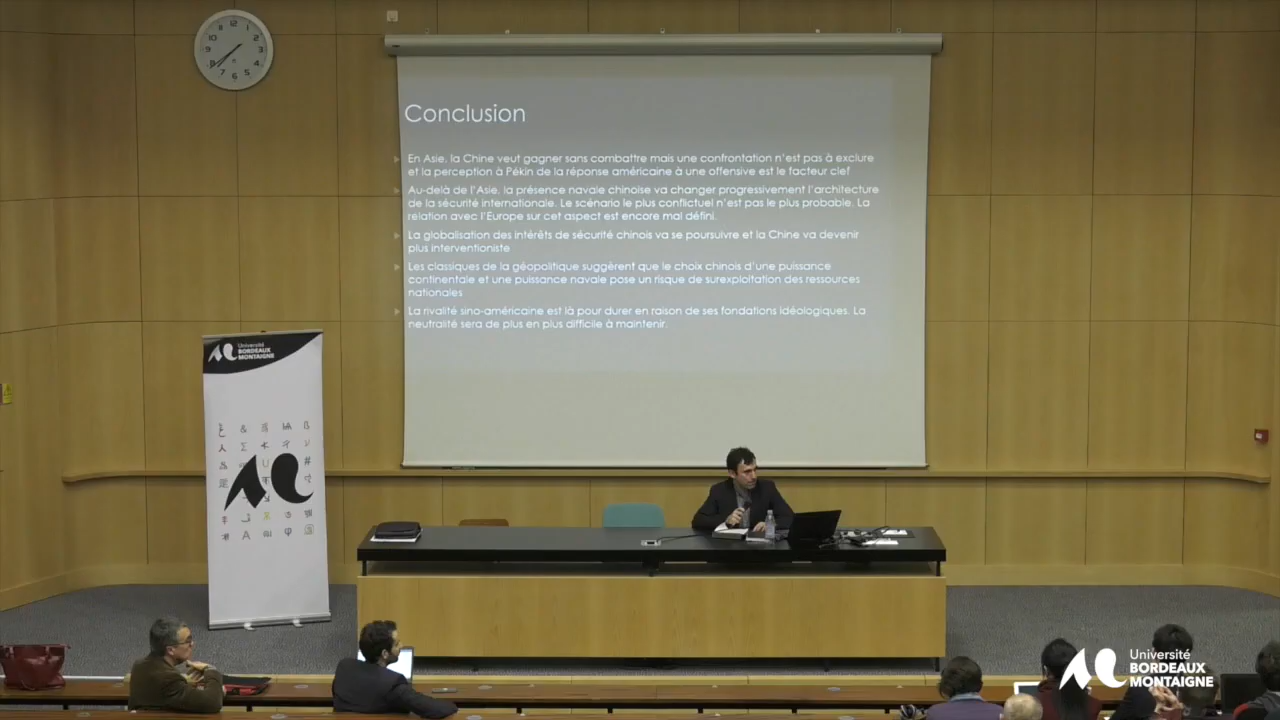 Conclusion
En Asie, la Chine veut gagner sans combattre mais une confrontation n'est pas à exclure
et la perception à Pékin de la réponse américaine à une offensive est le facteur clef
Au-delà de l'Asie, la présence navale chinoise va changer progressivement l'architecture
de la sécurité internationale. Le scénario le plus conflictuel n'est pas le plus probable. La
relation avec l'Europe sur cet aspect est encore mal défini.
La globalisation des intérêts de sécurité chinois va se poursuivre et la Chine va devenir
plus interventioniste
Les classiques de la géopolitique suggèrent que le choix chinois d'une puissance
continentale et une puissance navale pose un risque de surexploitation des ressources
nationales
La rivalité sino-américaine est là pour durer en raison de ses fondations idéologiques. La
neutralité sera de plus en plus difficile à maintenir.
Université
BORDEAUX
MONTAIGNE
Université
BORDEAUX
MONTAIGNE